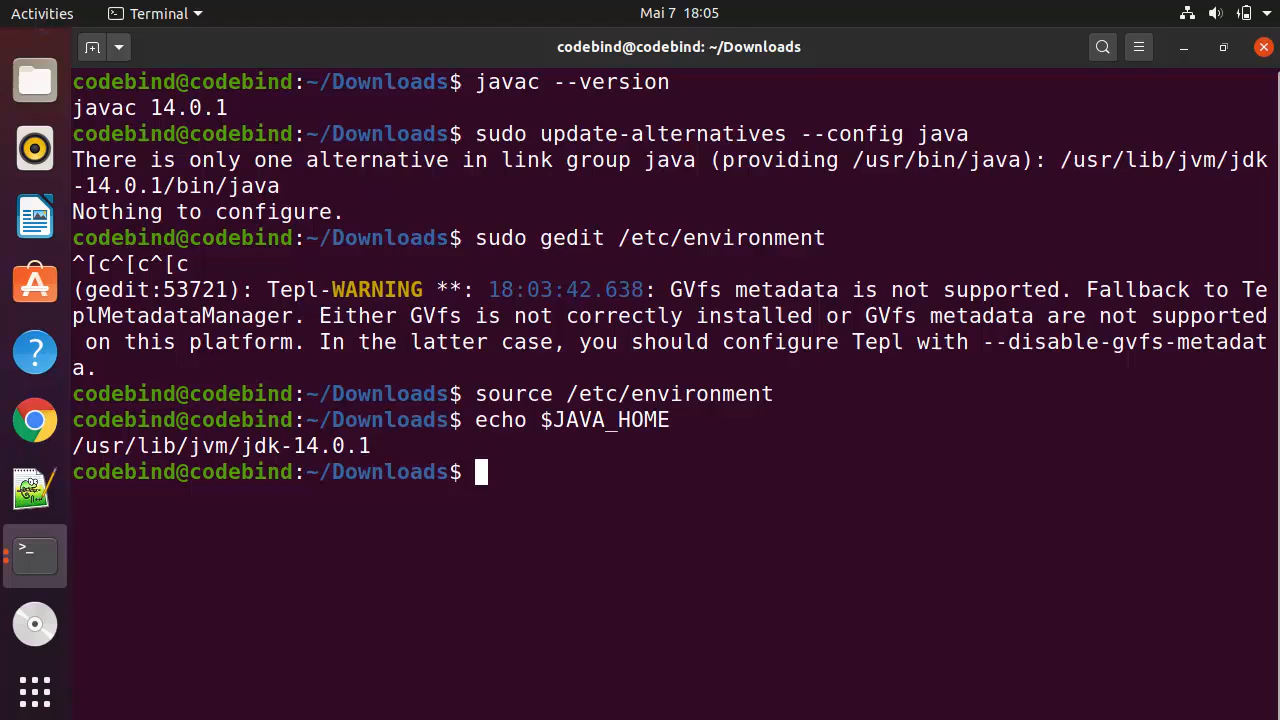 Activities
Terminal
Mai 7 18:05
codebind@codebind: ~/Downloads
codebind@codebind:~/Downloads$ javac --version
javac 14.0.1
codebind@codebind:~/Downloads$ sudo update-alternatives --config java
There is only one alternative in link group java (providing /usr/bin/java): /usr/lib/jvm/jdk
-14.0.1/bin/java
Nothing to configure.
codebind@codebind:~/Downloads$ sudo gedit /etc/environment
^[c^[c^[c
(gedit:53721): Tepl-WARNING **: 18:03:42.638: GVfs metadata is not supported. Fallback to Te
plMetadataManager. Either GVfs is not correctly installed or GVfs metadata are not supported
on this platform. In the latter case, you should configure Tepl with --disable-gvfs-metadat
a.
codebind@codebind:~/Downloads$ source /etc/environment
codebind@codebind:~/Downloads$ echo $JAVA_HOME
/usr/lib/jvm/jdk-14.0.1
codebind@codebind:~/Downloads$